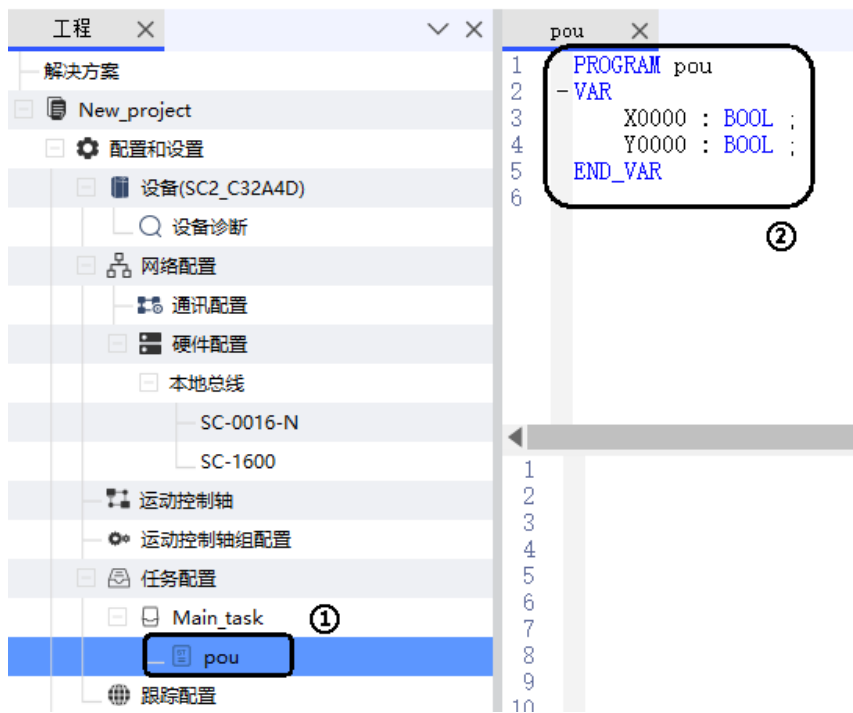 工程
解决方案
New_project
配置和设置
设备(SC2_C32A4D)
设备诊断
网络配置
通讯配置
硬件配置
本地总线
SC-0016-N
SC-1600
运动控制轴
运动控制轴组配置
任务配置
Main_task ①
pou
跟踪配置
pou
1 PROGRAM pou
2 VAR
3 X0000 : BOOL ;
4 Y0000 : BOOL ;
5 END_VAR
6
②
1
2
3
4
5
6
7
8
9
10